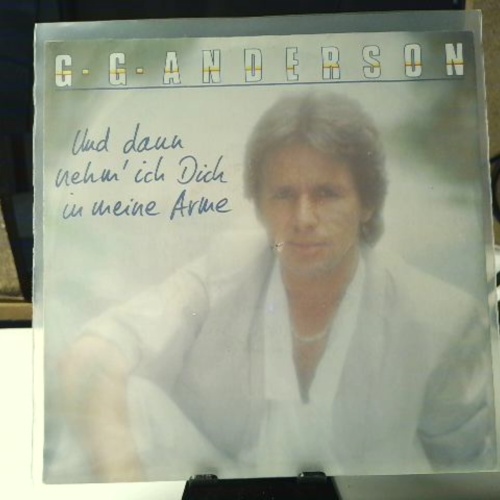 G·G·ANDERSON
Und dann
nehm' ich Dich
in meine Arme